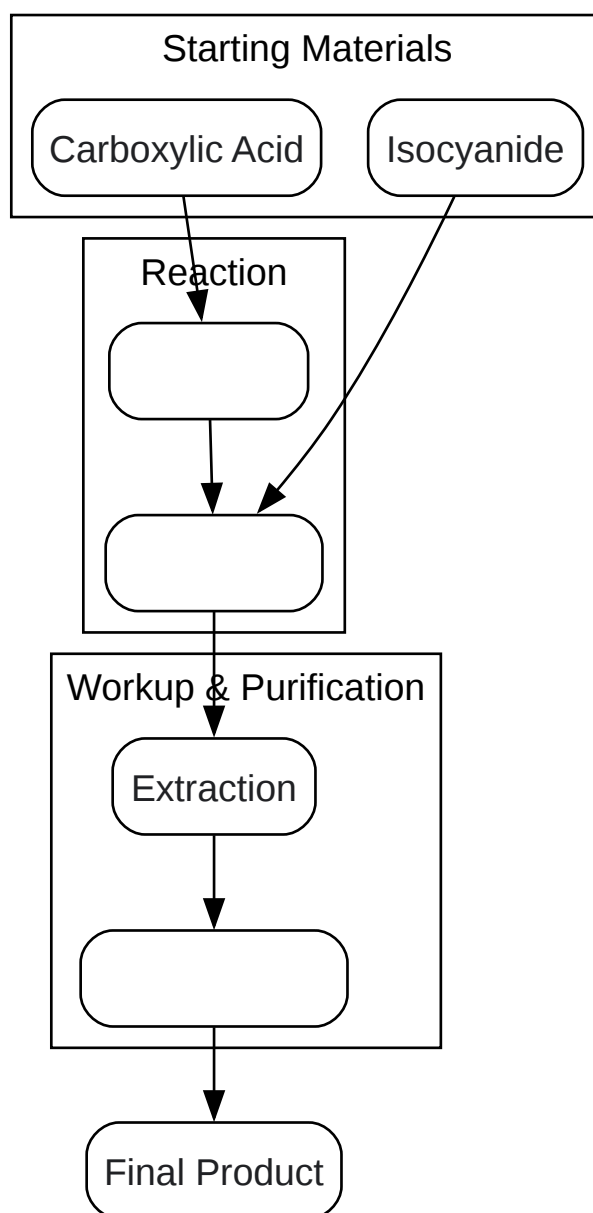 Starting Materials
Carboxylic Acid
Isocyanide
Reaction
Workup & Purification
Extraction
Final Product